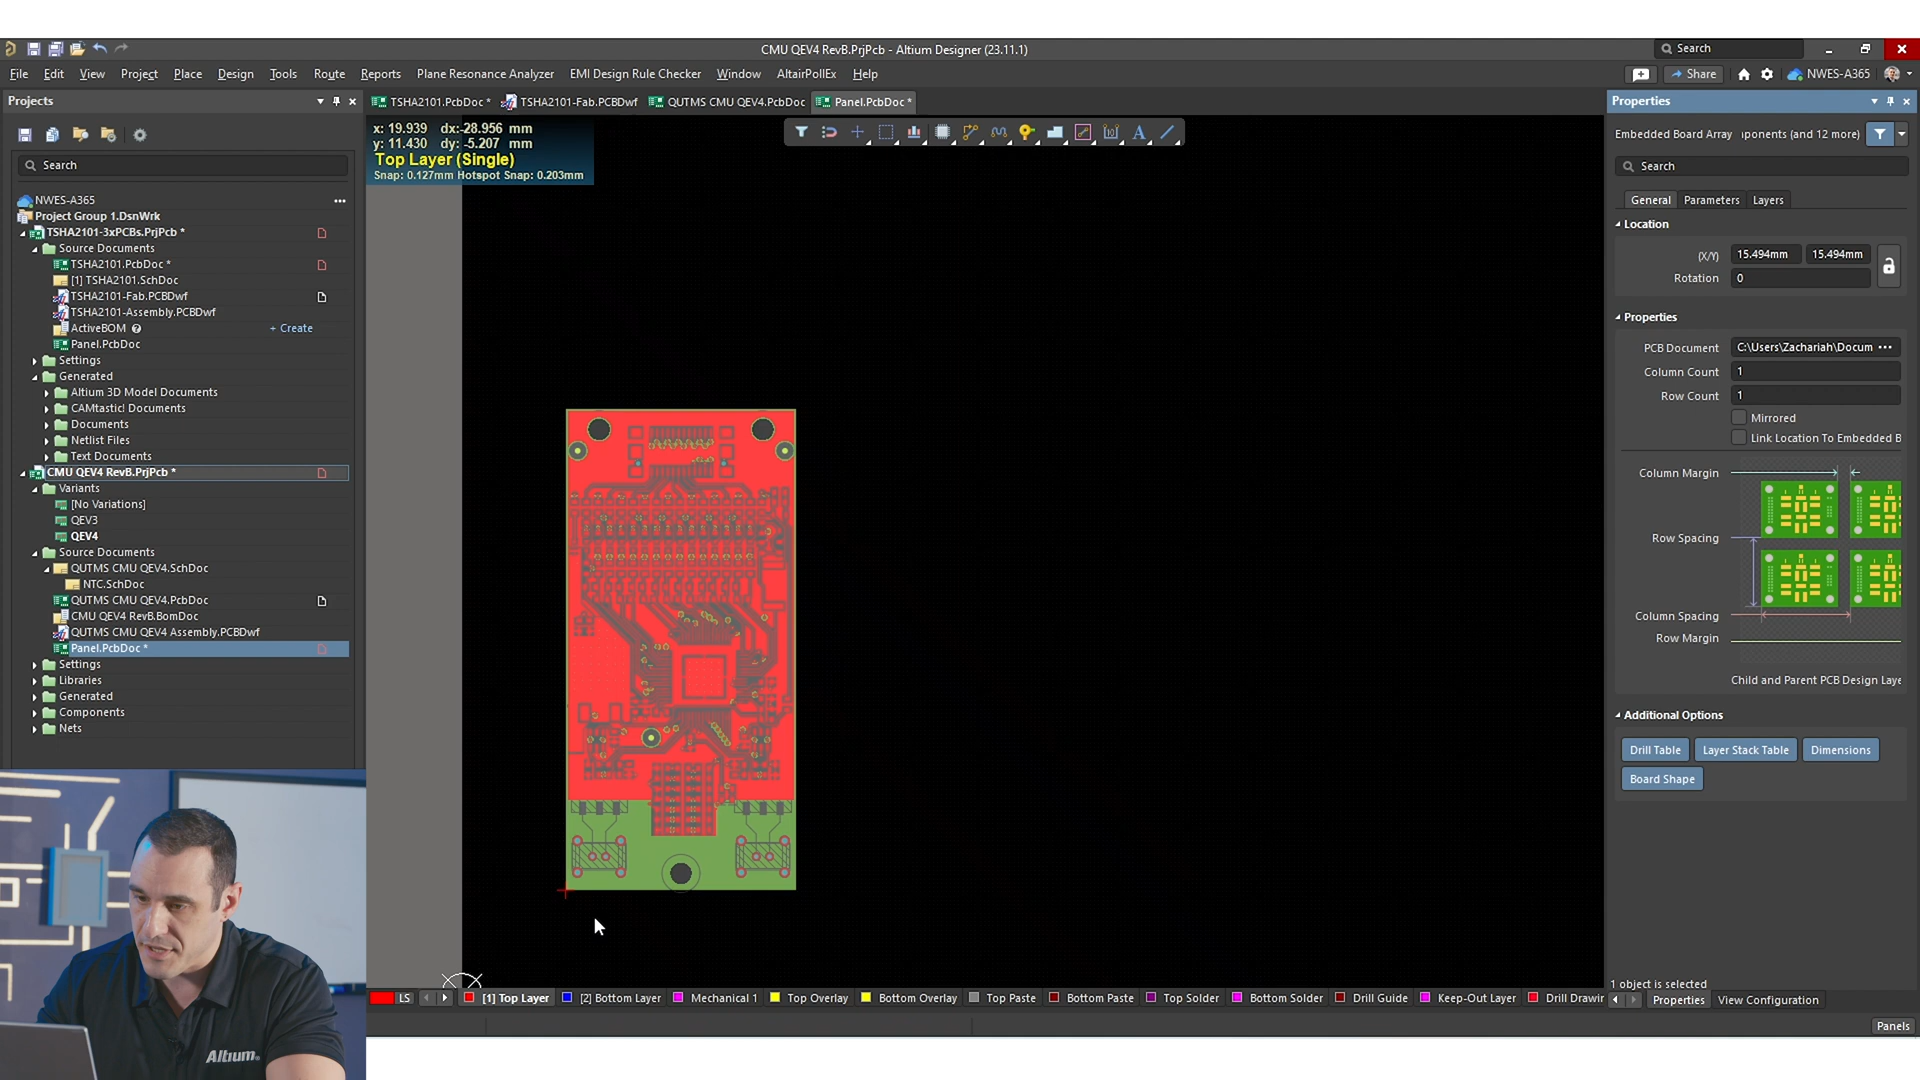 CMU QEV4 RevB.PrjPcb - Altium Designer (23.11.1)
Search
File Edit View Project Place Design Tools Route Reports Plane Resonance Analyzer EMI Design Rule Checker Window AltairPollEx Help
Share
NWES-A365
Projects
TSHA2101.PcbDoc *
TSHA2101-Fab.PCBDwf
QUTMS CMU QEV4.PcbDoc
Panel.PcbDoc *
Search
NWES-A365
Project Group 1.DsnWrk
TSHA2101-3xPCBs.PrjPcb *
Source Documents
TSHA2101.PcbDoc *
[1] TSHA2101.SchDoc
TSHA2101-Fab.PCBDwf
TSHA2101-Assembly.PCBDwf
ActiveBOM
+ Create
Panel.PcbDoc
Settings
Generated
Altium 3D Model Documents
CAMtastic! Documents
Documents
Netlist Files
Text Documents
CMU QEV4 RevB.PrjPcb *
Variants
[No Variations]
QEV3
QEV4
Source Documents
QUTMS CMU QEV4.SchDoc
NTC.SchDoc
QUTMS CMU QEV4.PcbDoc
CMU QEV4 RevB.BomDoc
QUTMS CMU QEV4 Assembly.PCBDwf
Panel.PcbDoc *
Settings
Libraries
Generated
Components
Nets
x: 19.939 dx:-28.956 mm
y: 11.430 dy: -5.207 mm
Top Layer (Single)
Snap: 0.127mm Hotspot Snap: 0.203mm
LS
[1] Top Layer
[2] Bottom Layer
Mechanical 1
Top Overlay
Bottom Overlay
Top Paste
Bottom Paste
Top Solder
Bottom Solder
Drill Guide
Keep-Out Layer
Drill Drawin
Properties
Embedded Board Array
ponents (and 12 more)
Search
General
Parameters
Layers
Location
(X/Y) 15.494mm 15.494mm
Rotation 0
Properties
PCB Document C:\Users\Zachariah\Docum ...
Column Count 1
Row Count 1
Mirrored
Link Location To Embedded B
Column Margin
Row Spacing
Column Spacing
Row Margin
Child and Parent PCB Design Laye
Additional Options
Drill Table
Layer Stack Table
Dimensions
Board Shape
1 object is selected
Properties
View Configuration
Panels
Altium